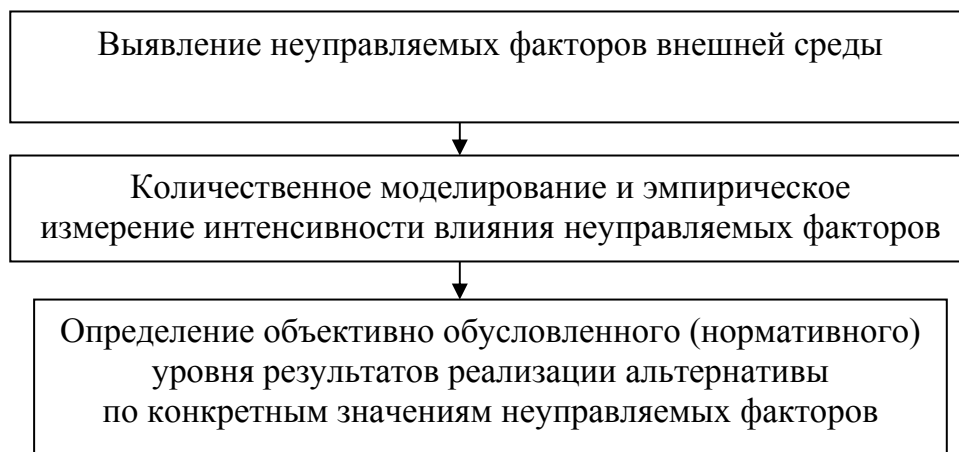 Выявление неуправляемых факторов внешней среды
Количественное моделирование и эмпирическое
измерение интенсивности влияния неуправляемых факторов
Определение объективно обусловленного (нормативного)
уровня результатов реализации альтернативы
по конкретным значениям неуправляемых факторов